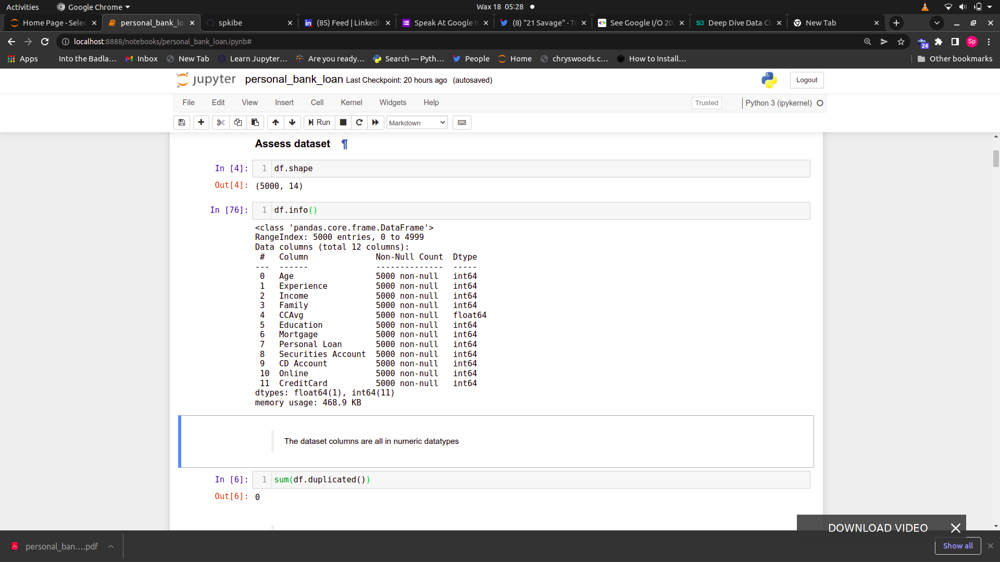 Activities Google Chrome Wax 18 05:28
Home Page - Selec personal_bank_lo spkibe (85) Feed | LinkedI Speak At Google I (8) "21 Savage" - Tw See Google I/O 20 Deep Dive Data Cl New Tab
localhost:8888/notebooks/personal_bank_loan.ipynb# 24 Sp
Apps Into the Badla... Inbox New Tab Learn Jupyter... Are you ready,... Search — Pyth... People Home chryswoods.c... How to Install... Other bookmarks
jupyter personal_bank_loan Last Checkpoint: 20 hours ago (autosaved) Logout
File Edit View Insert Cell Kernel Widgets Help Trusted Python 3 (ipykernel)
Run Markdown
Assess dataset ¶
In [4]: 1 df.shape
Out[4]: (5000, 14)
In [76]: 1 df.info()
<class 'pandas.core.frame.DataFrame'>
RangeIndex: 5000 entries, 0 to 4999
Data columns (total 12 columns):
# Column Non-Null Count Dtype
--- ------ -------------- -----
0 Age 5000 non-null int64
1 Experience 5000 non-null int64
2 Income 5000 non-null int64
3 Family 5000 non-null int64
4 CCAvg 5000 non-null float64
5 Education 5000 non-null int64
6 Mortgage 5000 non-null int64
7 Personal Loan 5000 non-null int64
8 Securities Account 5000 non-null int64
9 CD Account 5000 non-null int64
10 Online 5000 non-null int64
11 CreditCard 5000 non-null int64
dtypes: float64(1), int64(11)
memory usage: 468.9 KB
The dataset columns are all in numeric datatypes
In [6]: 1 sum(df.duplicated())
Out[6]: 0
DOWNLOAD VIDEO
personal_ban....pdf Show all